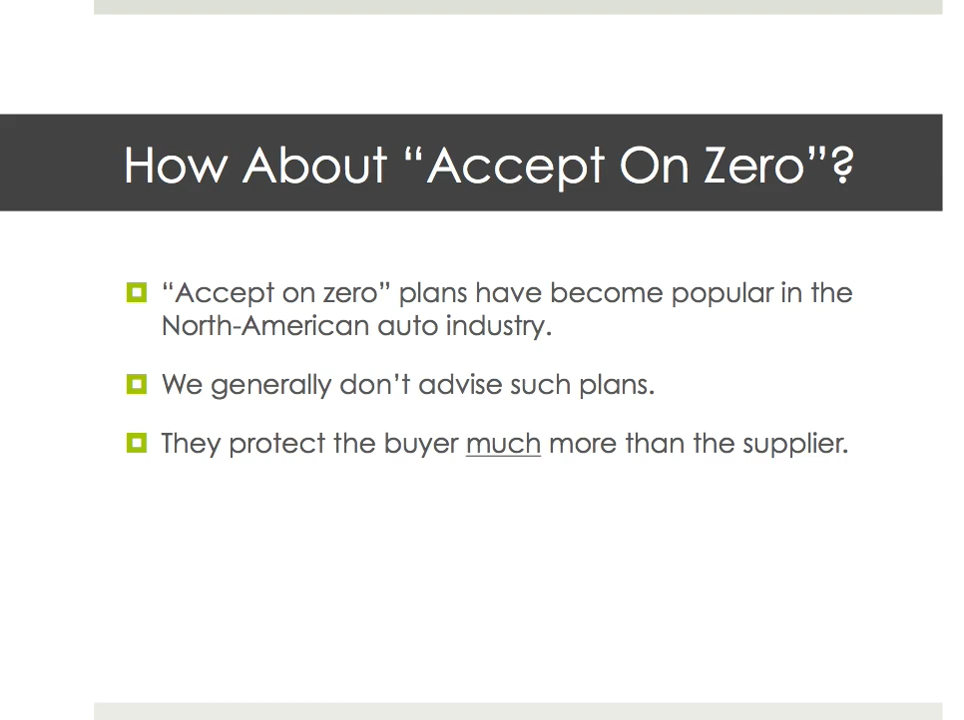 How About “Accept On Zero”?
“Accept on zero” plans have become popular in the
North-American auto industry.
We generally don’t advise such plans.
They protect the buyer much more than the supplier.